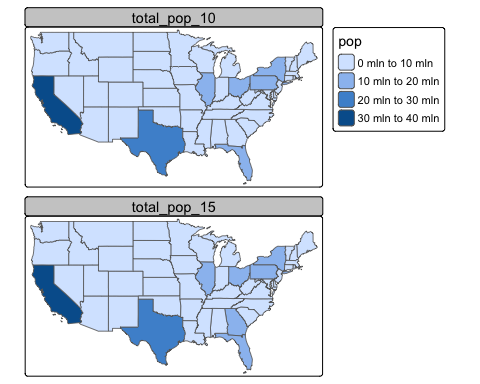 total_pop_10
pop
0 mln to 10 mln
10 mln to 20 mln
20 mln to 30 mln
30 mln to 40 mln
total_pop_15